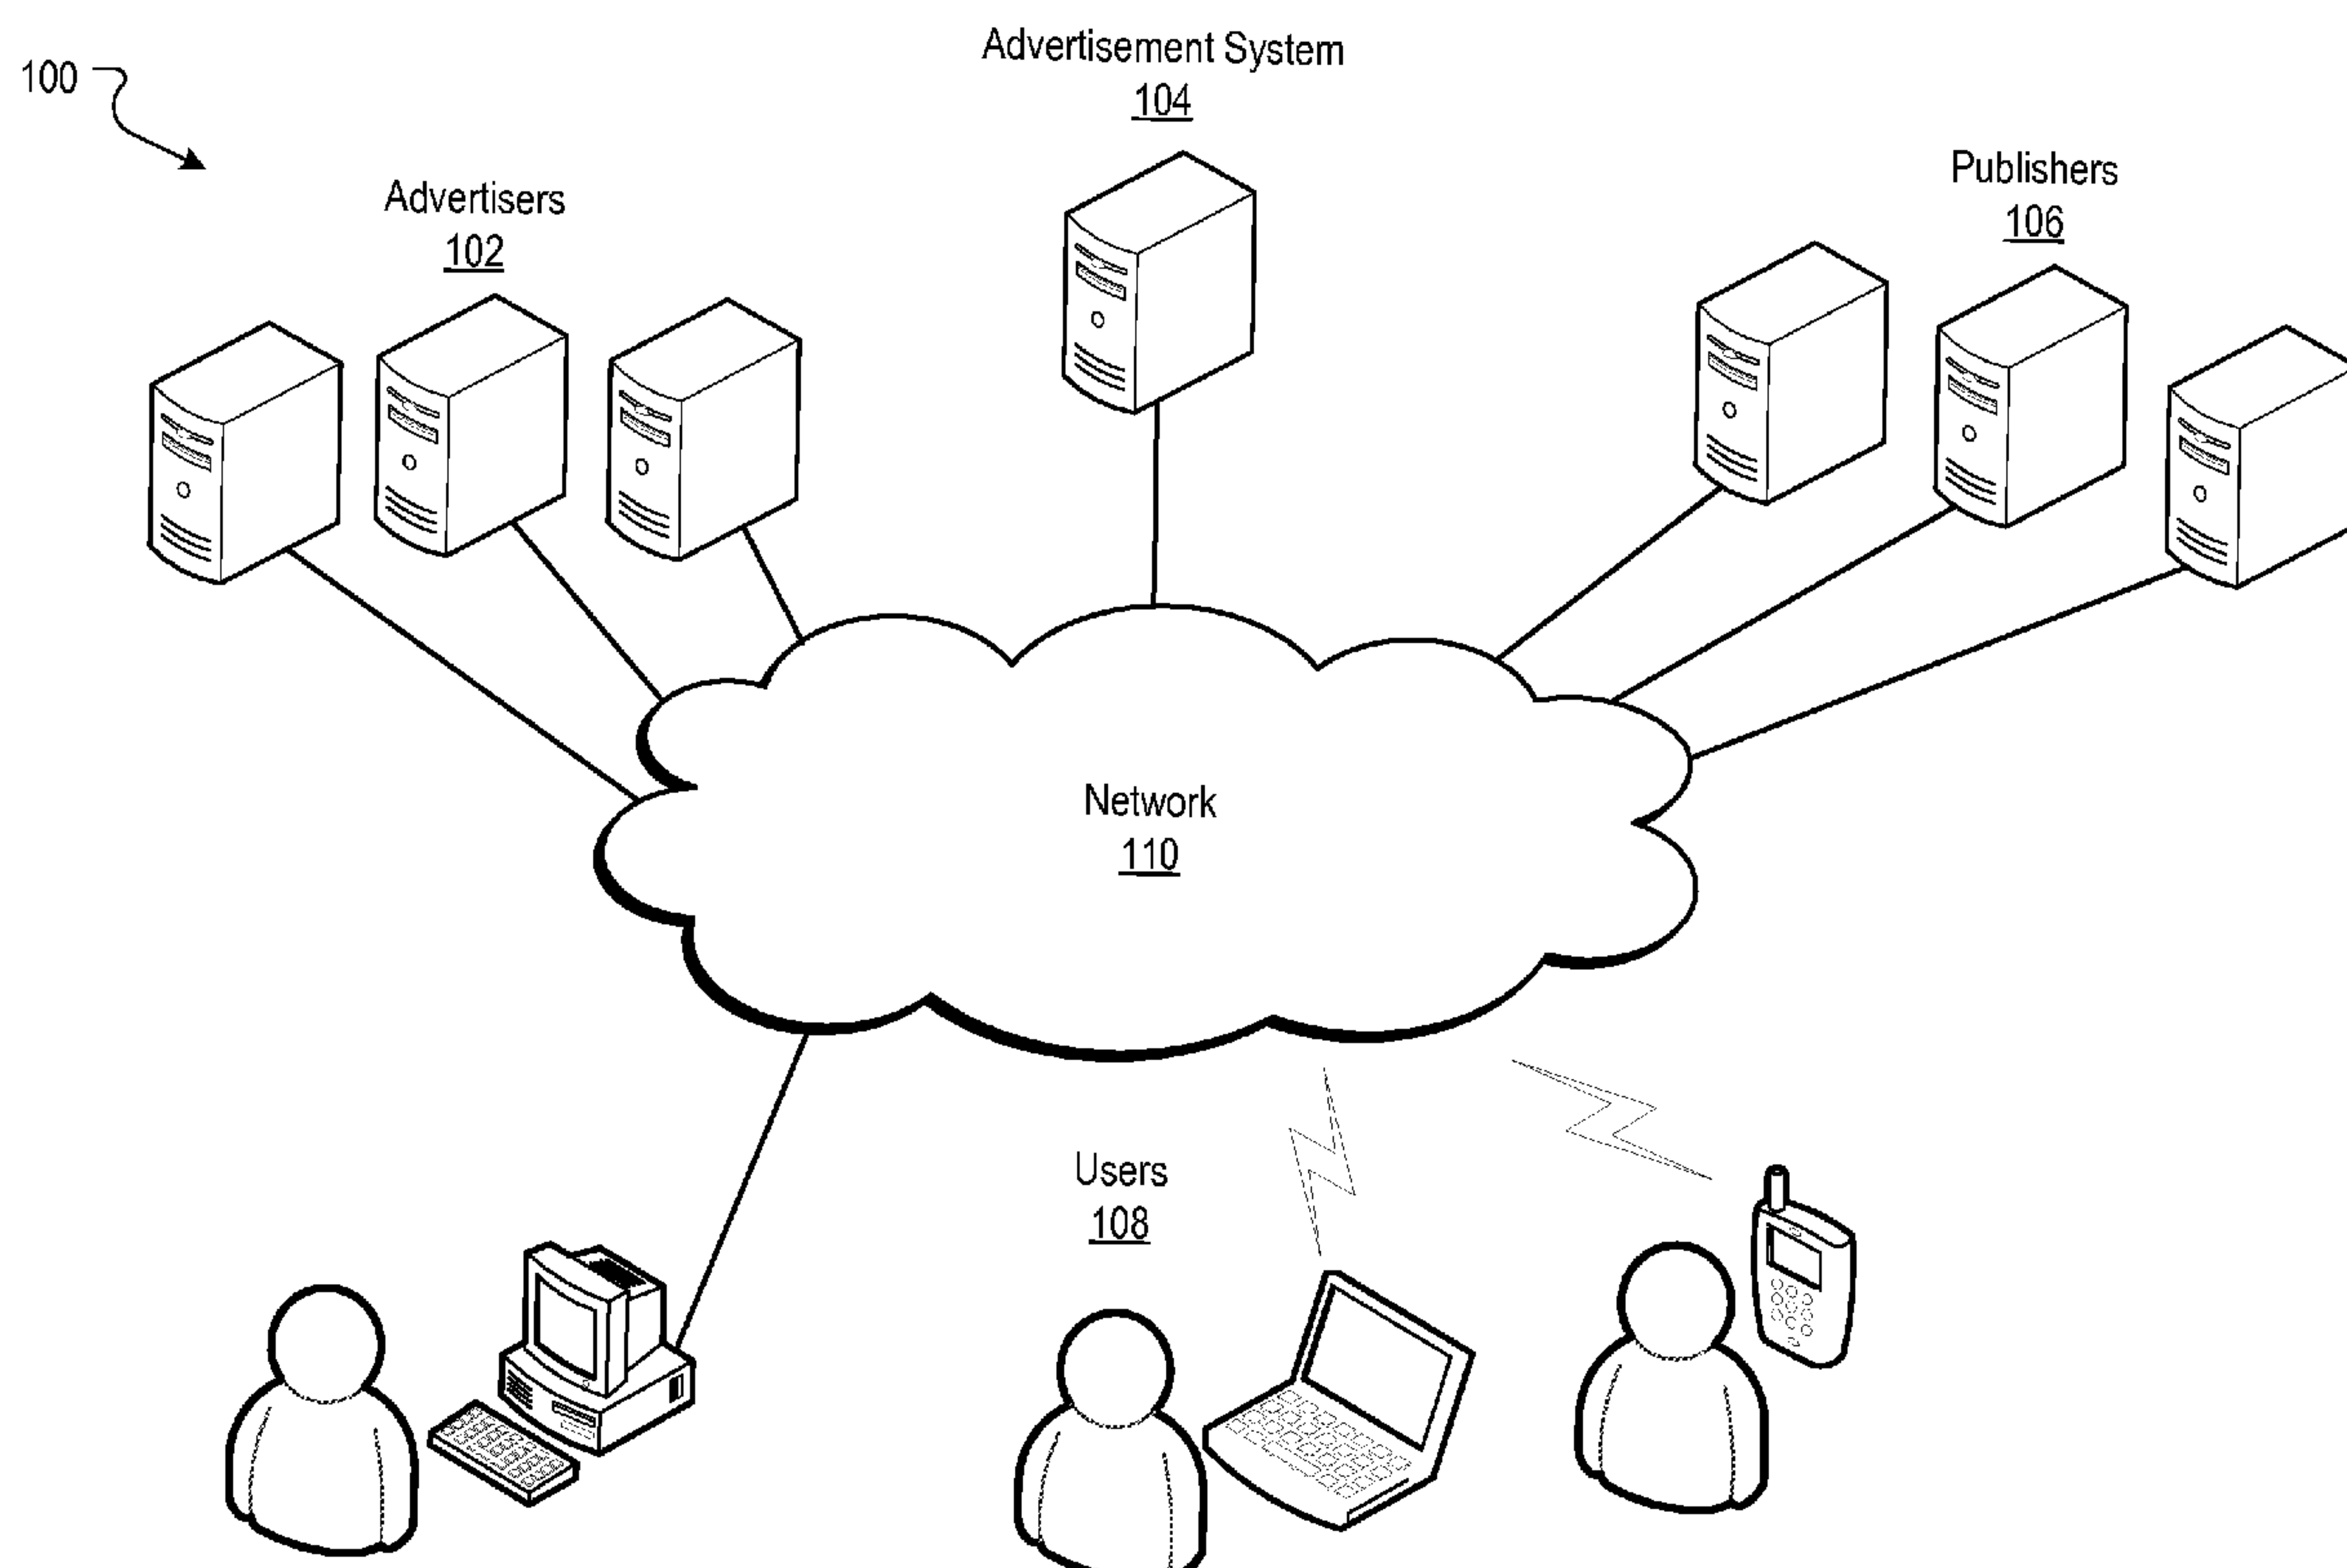 Advertisement System
104
100
Publishers
106
Advertisers
102
Network
110
Users
108